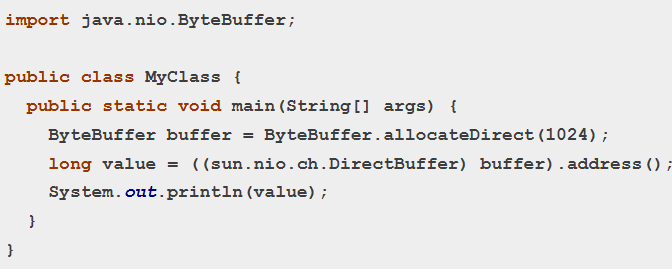 import java.nio.ByteBuffer;
public class MyClass {
public static void main(String[] args) {
ByteBuffer buffer = ByteBuffer.allocateDirect(1024);
long value = ((sun.nio.ch.DirectBuffer) buffer).address();
System.out.println(value);
}
}